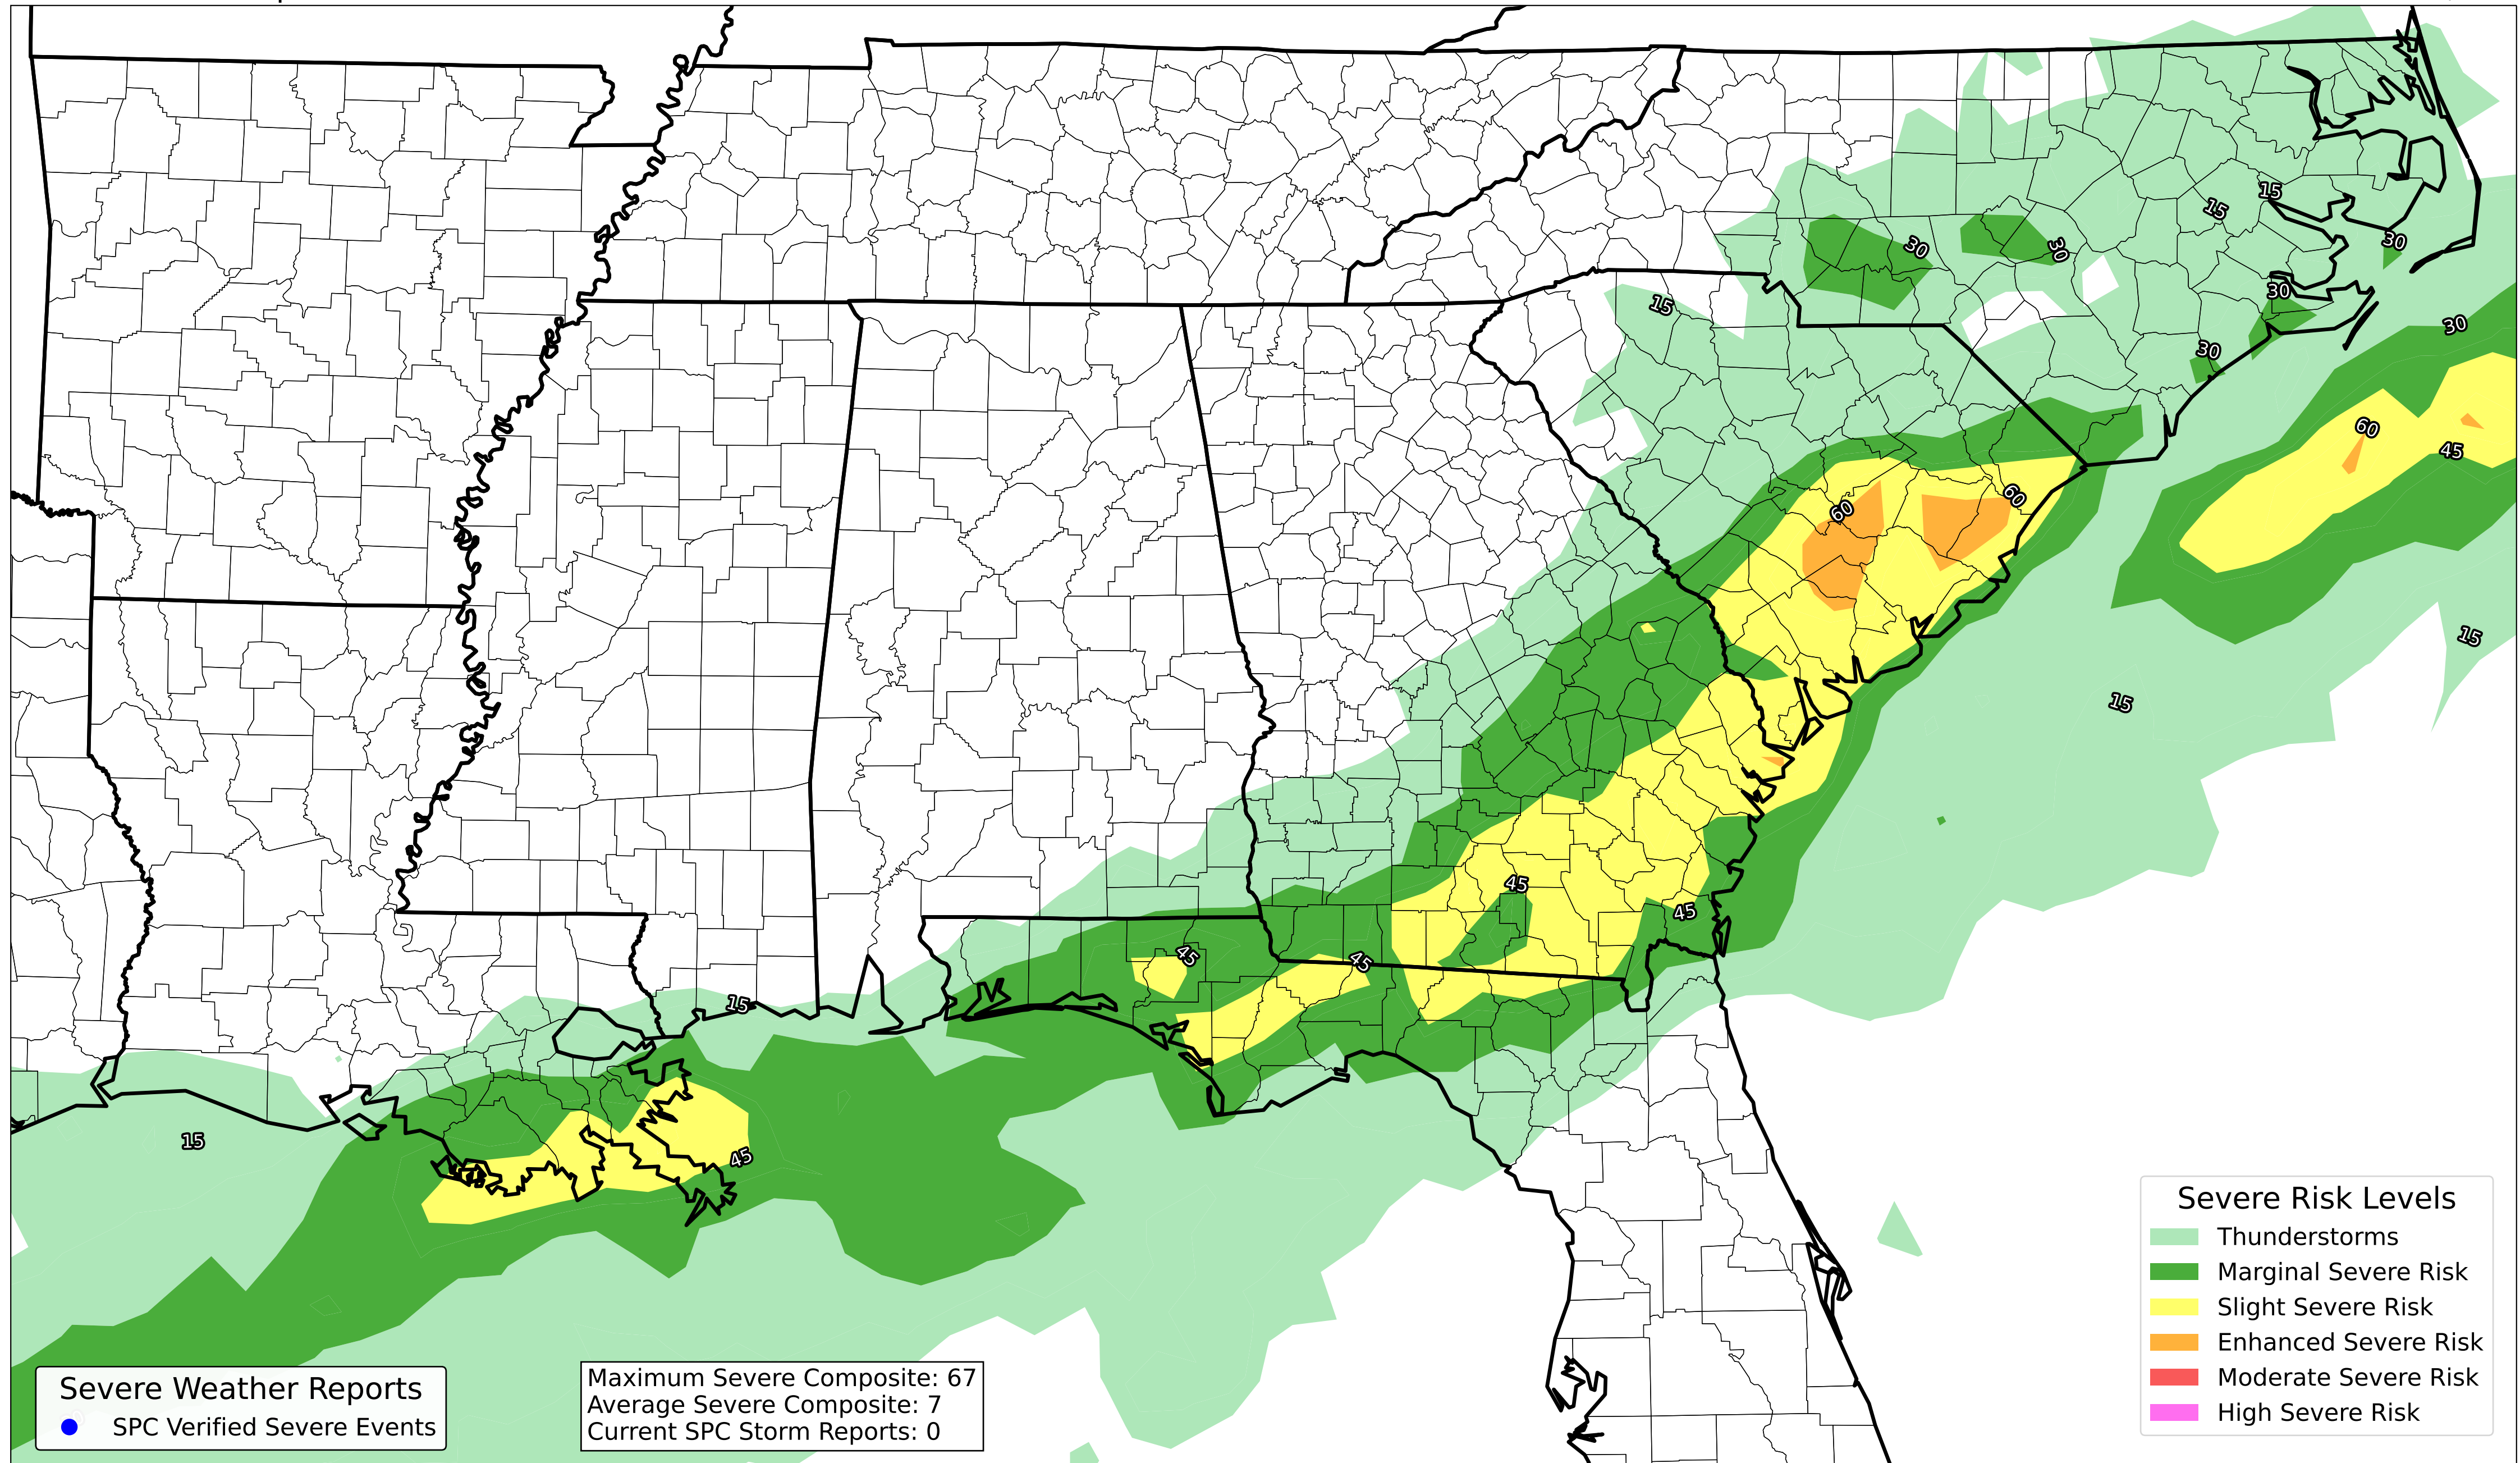 15
15
30
30
30
30
15
30
30
60
45
60
60
15
15
45
45
45
45
15
15
45
Severe Risk Levels
Thunderstorms
Marginal Severe Risk
Slight Severe Risk
Enhanced Severe Risk
Moderate Severe Risk
High Severe Risk
Maximum Severe Composite: 67
Average Severe Composite: 7
Current SPC Storm Reports: 0
Severe Weather Reports
SPC Verified Severe Events